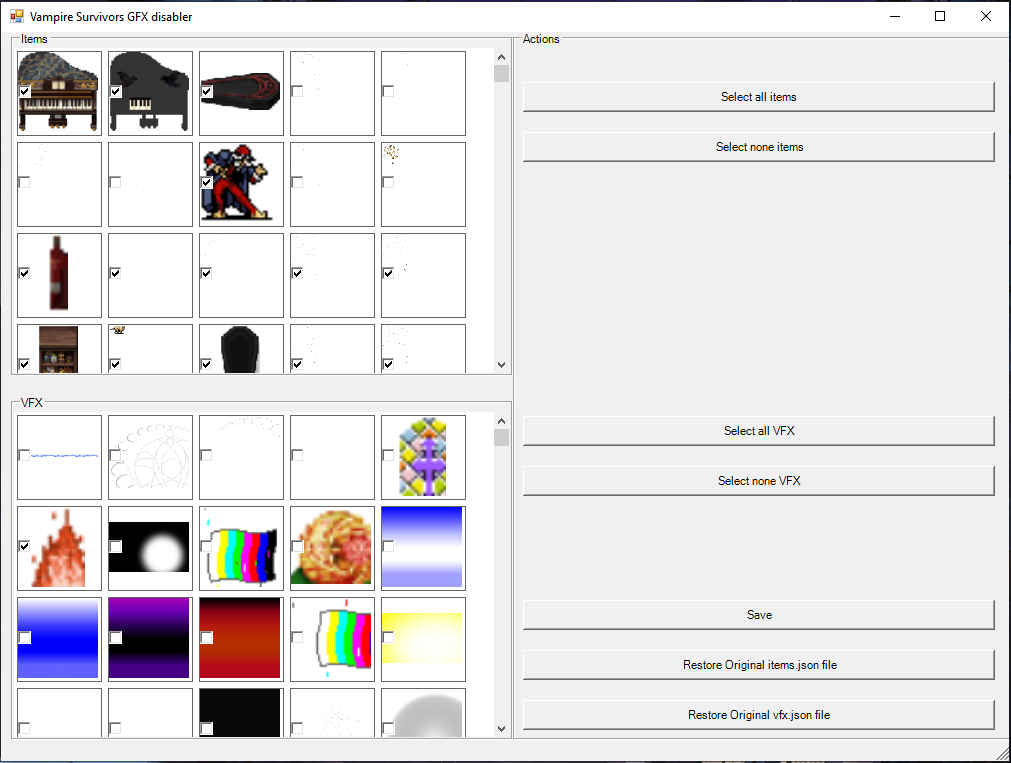 Vampire Survivors GFX disabler
Items
Actions
Select all items
Select none items
VFX
Select all VFX
Select none VFX
Save
Restore Original items.json file
Restore Original vfx.json file